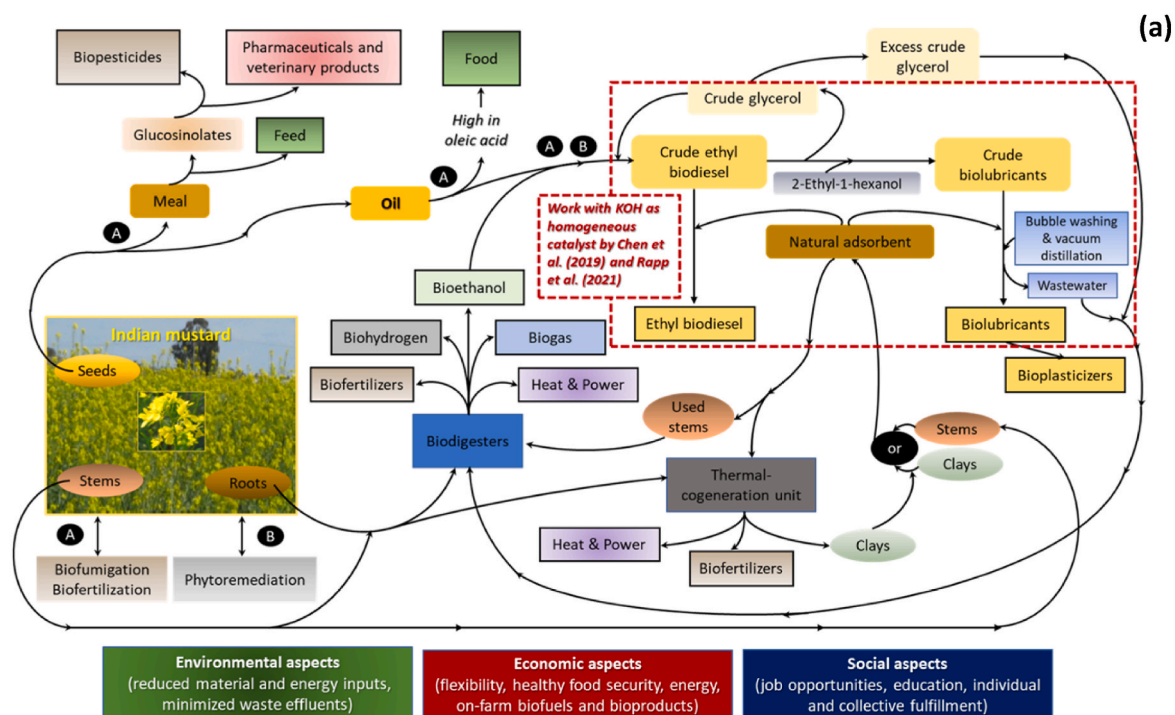 (a)
Biopesticides
Pharmaceuticals and
veterinary products
Food
Excess crude
glycerol
Crude glycerol
Glucosinolates
Feed
High in
oleic acid
A
B
Crude ethyl
biodiesel
Crude
biolubricants
2-Ethyl-1-hexanol
A
Meal
Oil
A
Work with KOH as
homogeneous
catalyst by Chen
et al. (2019) and Rapp
et al. (2021)
Natural adsorbent
Bubble washing
& vacuum
distillation
Wastewater
Bioethanol
Ethyl biodiesel
Biolubricants
Bioplasticizers
Indian mustard
Biohydrogen
Biogas
Seeds
Biofertilizers
Heat & Power
Used
stems
Biodigesters
or
Stems
Clays
Stems
Roots
Thermal-
cogeneration unit
A
B
Heat & Power
Clays
Biofertilizers
Biofumigation
Biofertilization
Phytoremediation
Environmental aspects
(reduced material and energy inputs,
minimized waste effluents)
Economic aspects
(flexibility, healthy food security, energy,
on-farm biofuels and bioproducts)
Social aspects
(job opportunities, education, individual
and collective fulfillment)